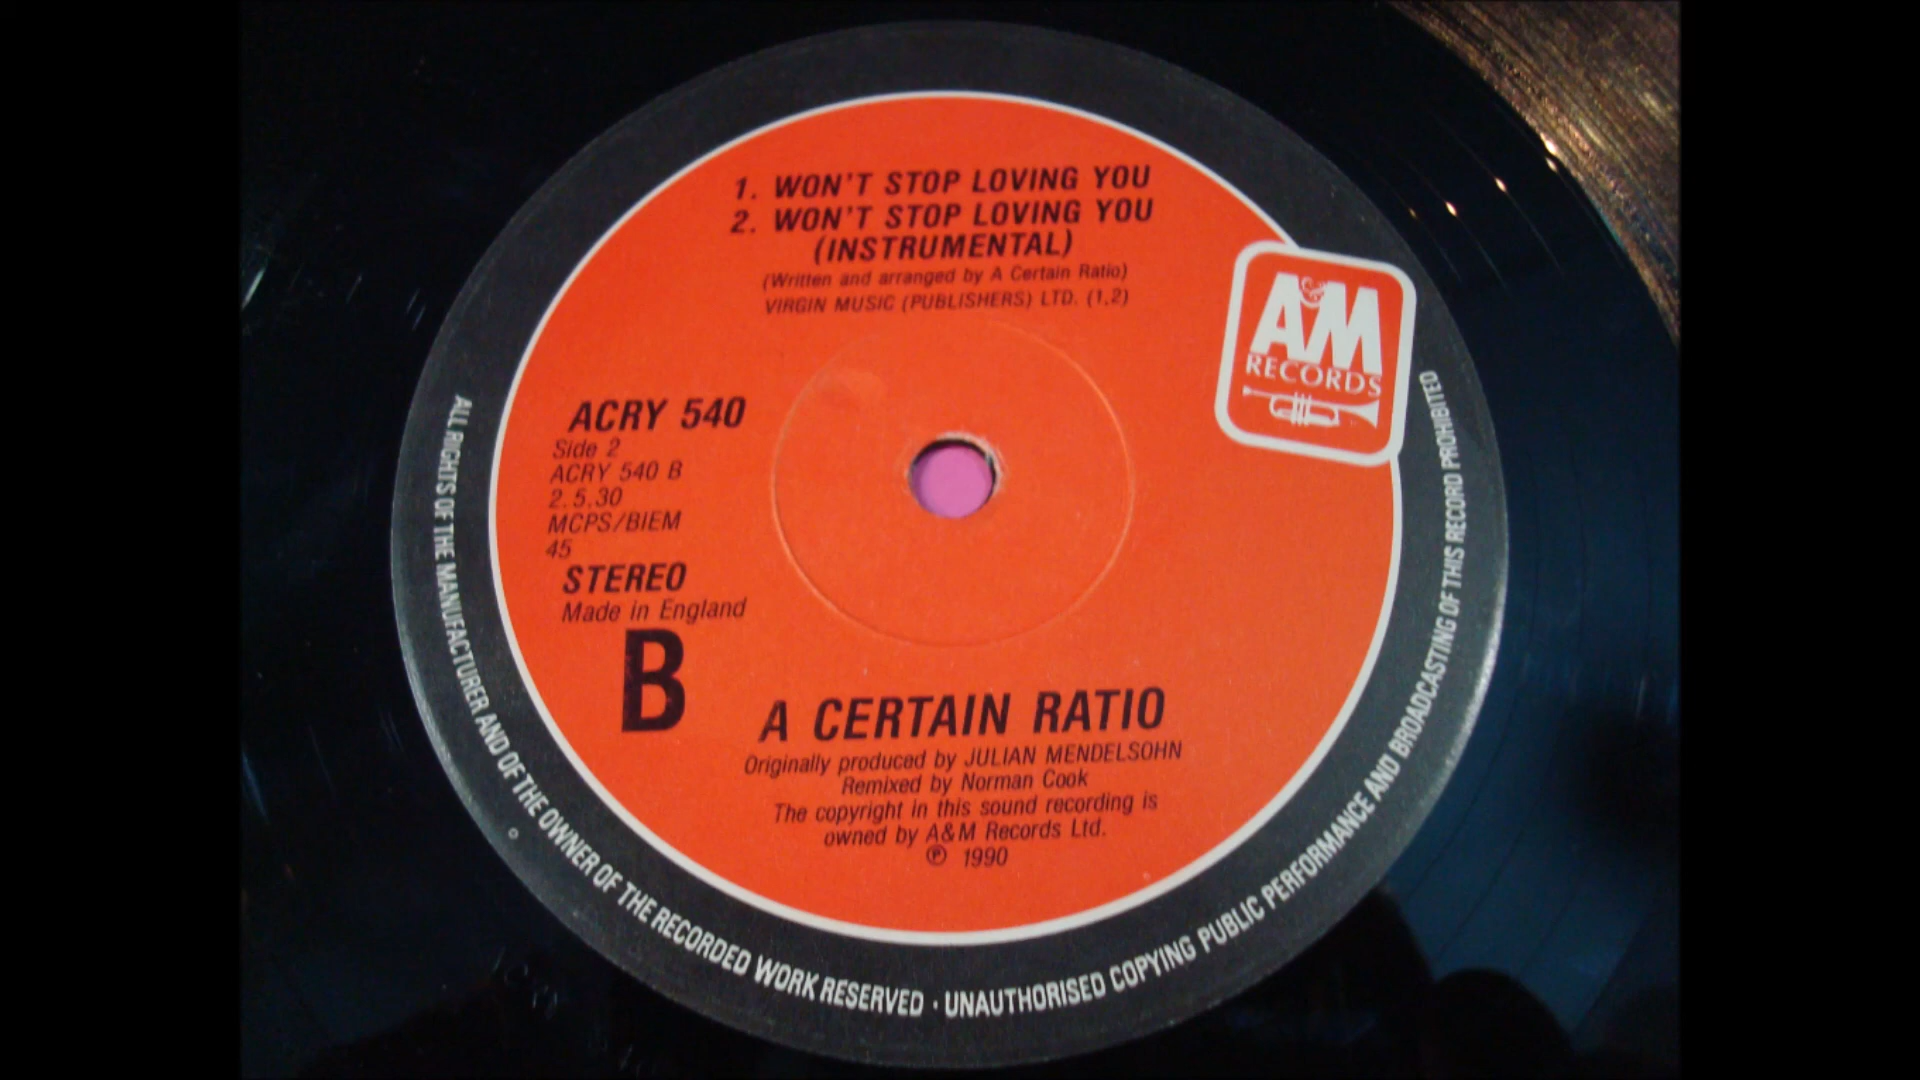 1. WON'T STOP LOVING YOU
2. WON'T STOP LOVING YOU
(INSTRUMENTAL)
(Written and arranged by A Certain Ratio)
VIRGIN MUSIC (PUBLISHERS) LTD. (1,2)
A&M
RECORDS
ACRY 540
Side 2
ACRY 540 B
2.5.30
MCPS/BIEM
45
STEREO
Made in England
B
A CERTAIN RATIO
Originally produced by JULIAN MENDELSOHN
Remixed by Norman Cook
The copyright in this sound recording is
owned by A&M Records Ltd.
℗ 1990
ALL RIGHTS OF THE MANUFACTURER AND OF THE OWNER OF THE RECORDED WORK RESERVED · UNAUTHORISED COPYING PUBLIC PERFORMANCE AND BROADCASTING OF THIS RECORD PROHIBITED